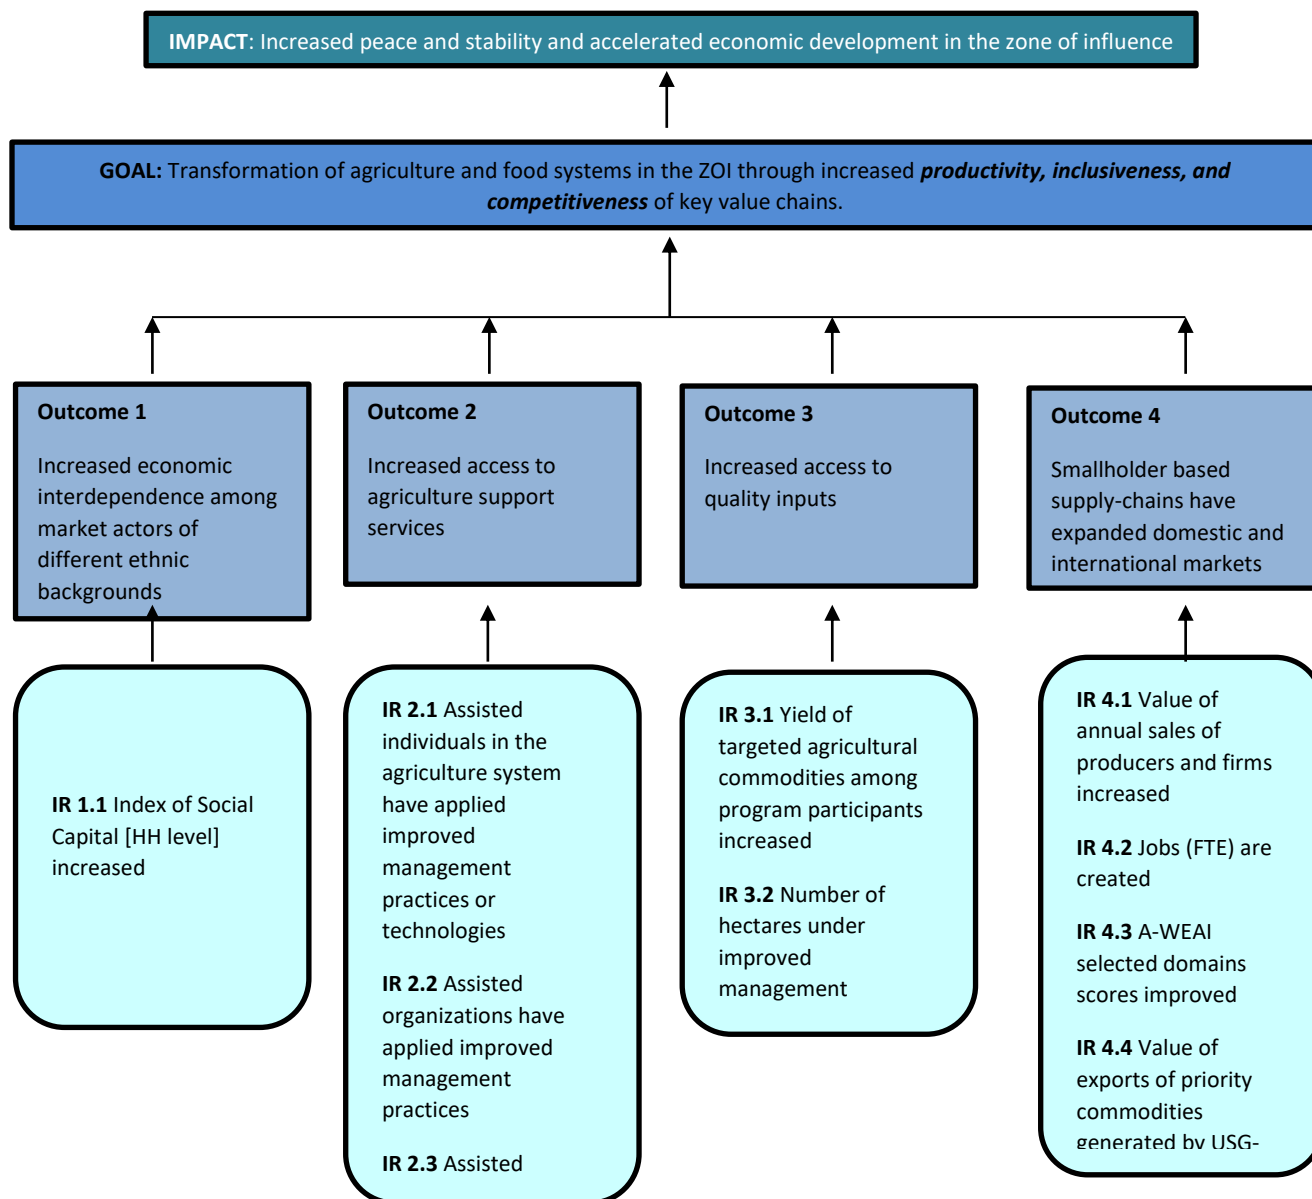 IMPACT: Increased peace and stability and accelerated economic development in the zone of influence
GOAL: Transformation of agriculture and food systems in the ZOI through increased productivity, inclusiveness, and
competitiveness of key value chains.
Outcome 1
Increased economic
interdependence among
market actors of
different ethnic
backgrounds
Outcome 2
Increased access to
agriculture support
services
Outcome 3
Increased access to
quality inputs
Outcome 4
Smallholder based
supply-chains have
expanded domestic and
international markets
IR 1.1 Index of Social
Capital [HH level]
increased
IR 2.1 Assisted
individuals in the
agriculture system
have applied
improved
management
practices or
technologies
IR 2.2 Assisted
organizations have
applied improved
management
practices
IR 2.3 Assisted
IR 3.1 Yield of
targeted agricultural
commodities among
program participants
increased
IR 3.2 Number of
hectares under
improved
management
IR 4.1 Value of
annual sales of
producers and firms
increased
IR 4.2 Jobs (FTE) are
created
IR 4.3 A-WEAI
selected domains
scores improved
IR 4.4 Value of
exports of priority
commodities
generated by USG-